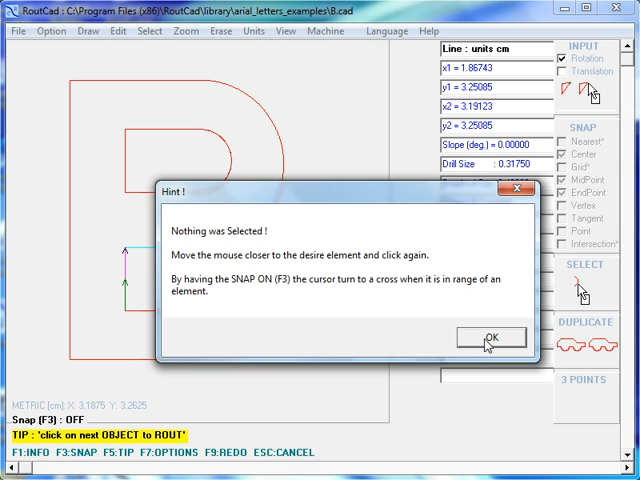 RoutCad : C:\Program Files (x86)\RoutCad\library\arial_letters_examples\B.cad
File Option Draw Edit Select Zoom Erase Units View Machine Language Help
Line : units cm
x1 = 1.86743
y1 = 3.25085
x2 = 3.19123
y2 = 3.25085
Slope (deg.) = 0.00000
Drill Size : 0.31750
INPUT
Rotation
Translation
SNAP
Nearest*
Center
Grid*
MidPoint
EndPoint
Vertex
Tangent
Point
Intersection*
SELECT
DUPLICATE
3 POINTS
Hint !
Nothing was Selected !
Move the mouse closer to the desire element and click again.
By having the SNAP ON (F3) the cursor turn to a cross when it is in range of an
element.
OK
METRIC (cm): X: 3.1875 Y: 3.2625
Snap (F3) : OFF
TIP : 'click on next OBJECT to ROUT'
F1:INFO F3:SNAP F5:TIP F7:OPTIONS F9:REDO ESC:CANCEL